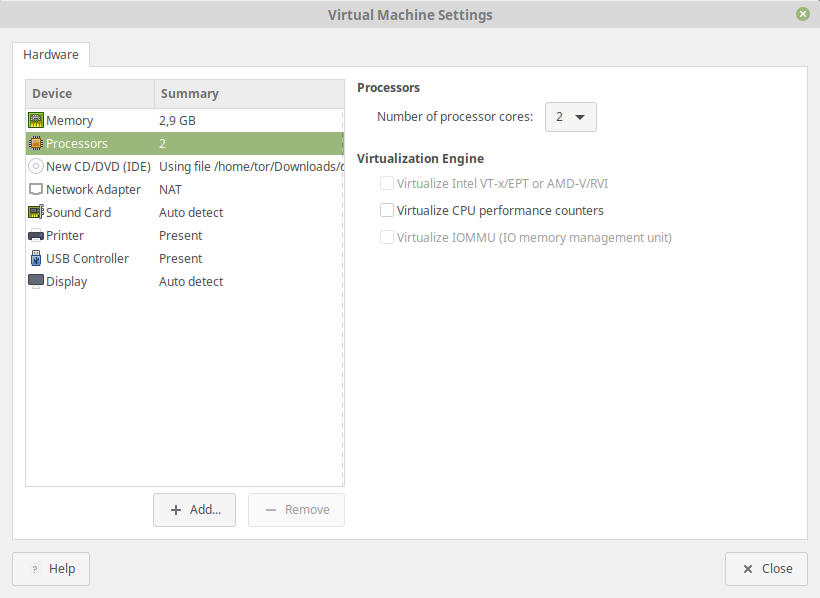 Virtual Machine Settings
Hardware
Device Summary
Memory 2,9 GB
Processors 2
New CD/DVD (IDE) Using file /home/tor/Downloads/
Network Adapter NAT
Sound Card Auto detect
Printer Present
USB Controller Present
Display Auto detect
Add...
Remove
Processors
Number of processor cores: 2
Virtualization Engine
Virtualize Intel VT-x/EPT or AMD-V/RVI
Virtualize CPU performance counters
Virtualize IOMMU (IO memory management unit)
? Help
Close